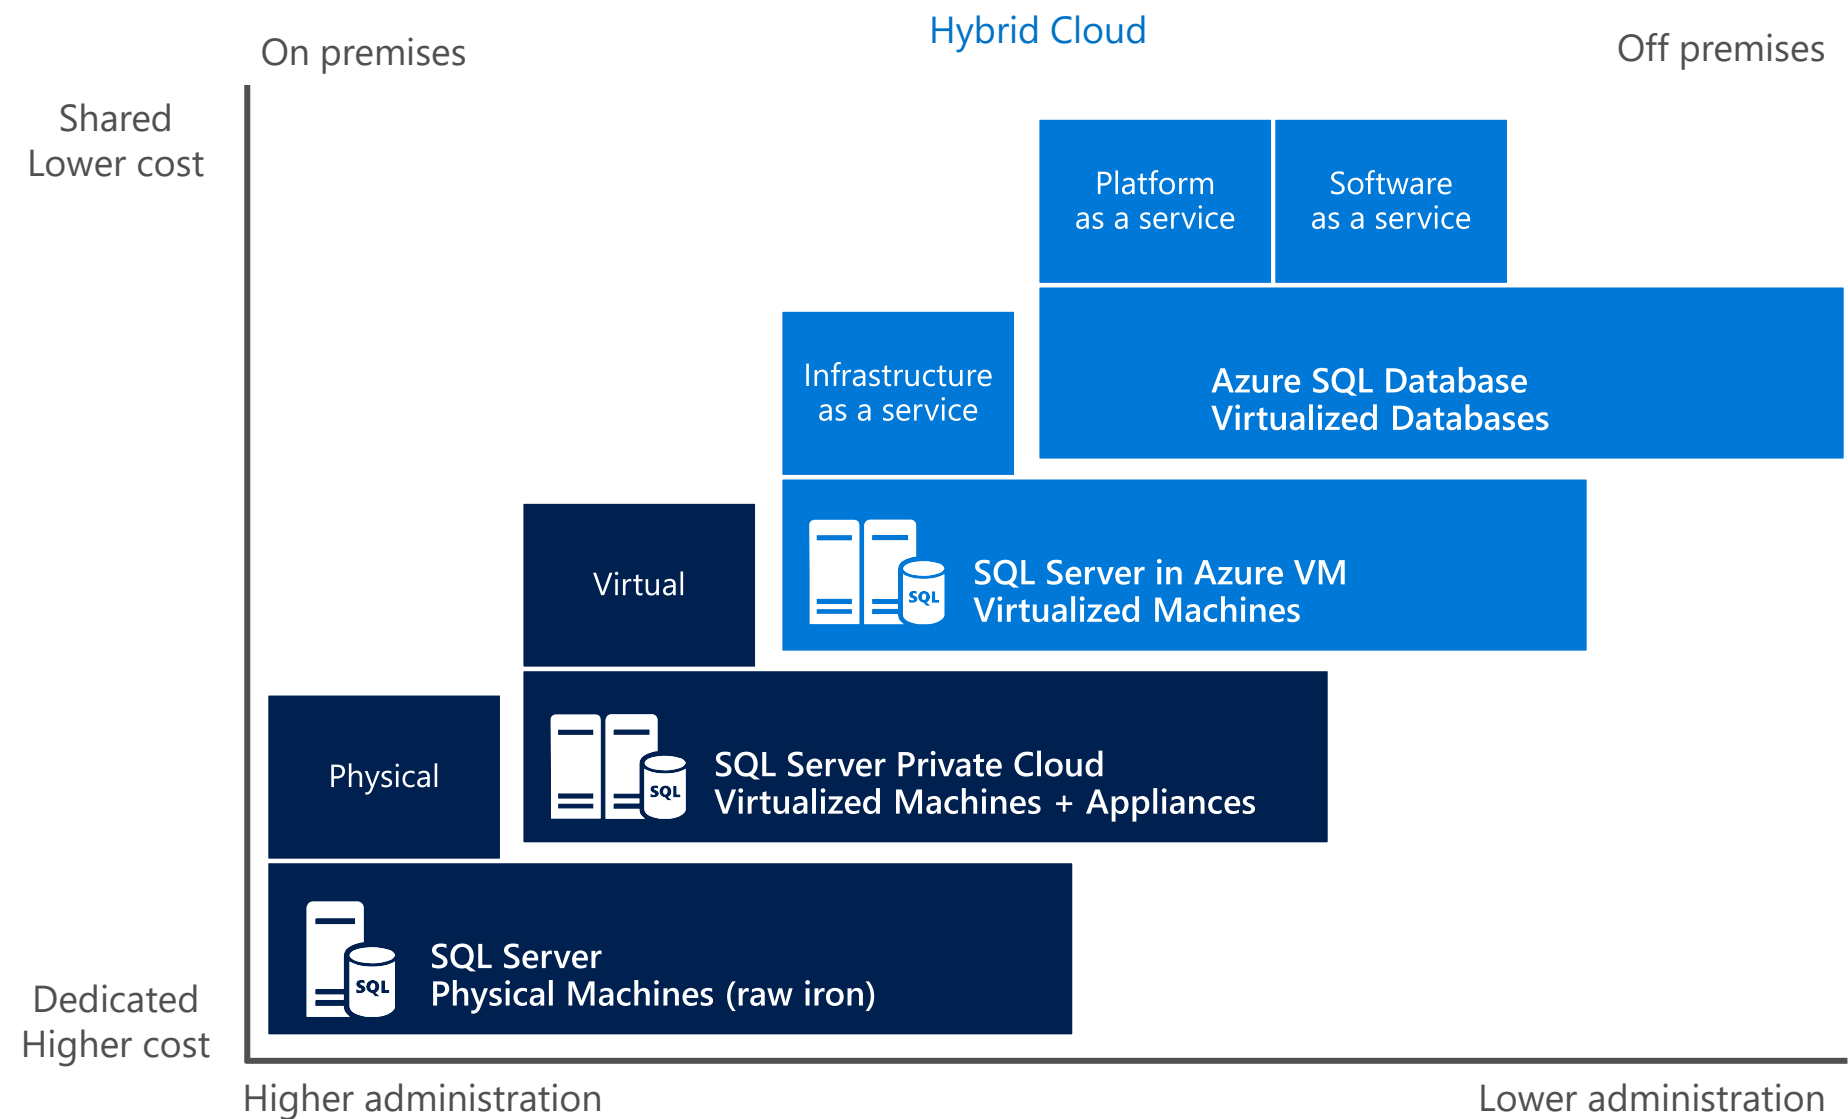 On premises
Hybrid Cloud
Off premises
Shared
Lower cost
Platform
as a service
Software
as a service
Infrastructure
as a service
Azure SQL Database
Virtualized Databases
Virtual
SQL
SQL Server in Azure VM
Virtualized Machines
Physical
SQL
SQL Server Private Cloud
Virtualized Machines + Appliances
SQL
SQL Server
Physical Machines (raw iron)
Dedicated
Higher cost
Higher administration
Lower administration